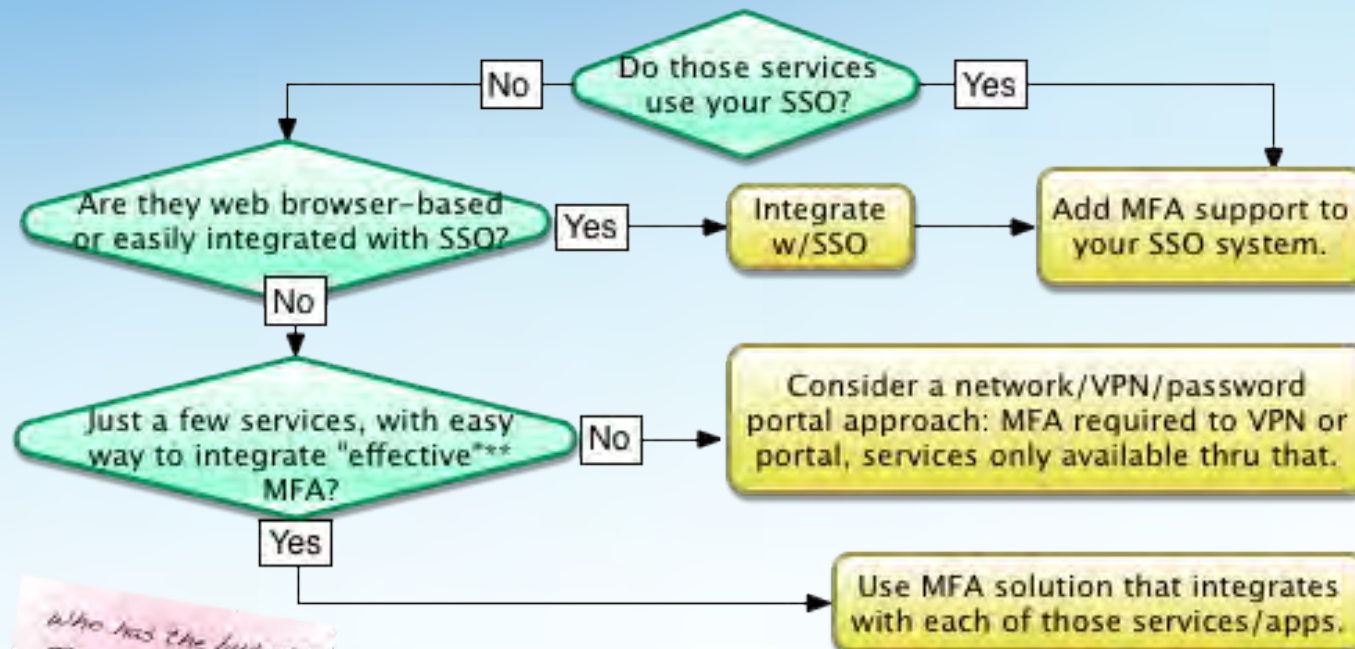 Do those services
use your SSO?
No
Yes
Are they web browser-based
or easily integrated with SSO?
Yes
Integrate
w/SSO
Add MFA support to
your SSO system.
No
Just a few services, with easy
way to integrate "effective"**
MFA?
No
Consider a network/VPN/password
portal approach: MFA required to VPN or
portal, services only available thru that.
Yes
Use MFA solution that integrates
with each of those services/apps.
Who has the